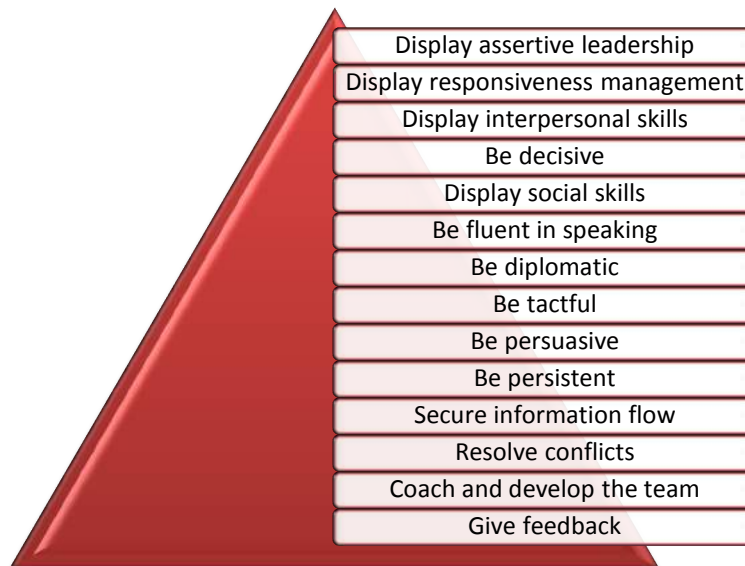 Display assertive leadership
Display responsiveness management
Display interpersonal skills
Be decisive
Display social skills
Be fluent in speaking
Be diplomatic
Be tactful
Be persuasive
Be persistent
Secure information flow
Resolve conflicts
Coach and develop the team
Give feedback